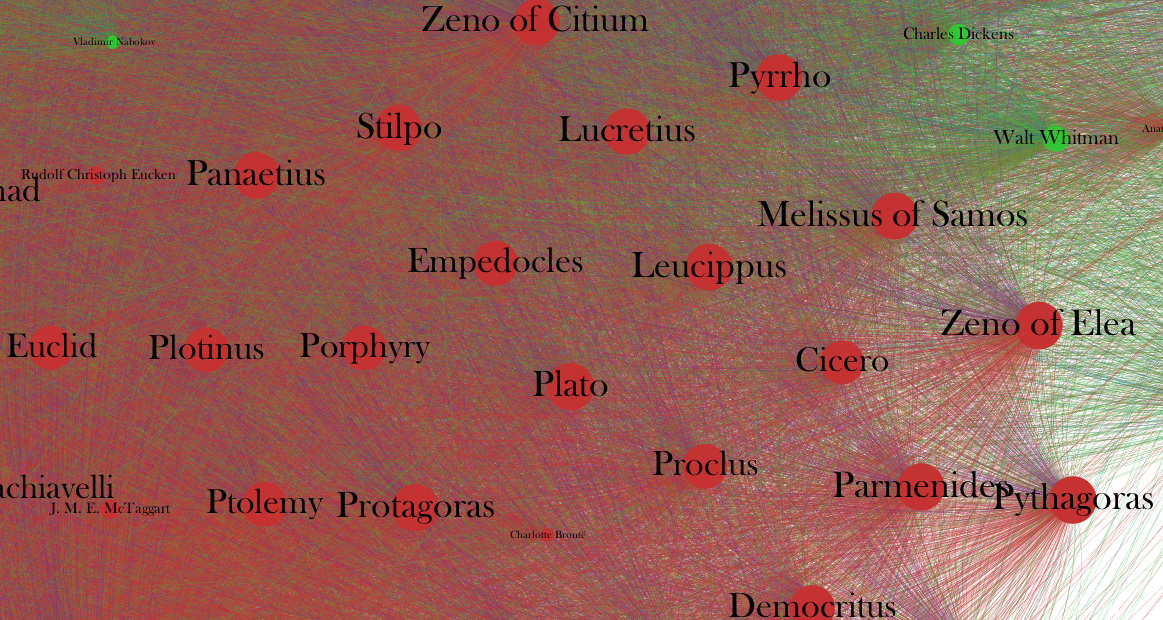 Zeno of Citium
Charles Dickens
Vladimir Nabokov
Pyrrho
Stilpo
Lucretius
Walt Whitman
Rudolf Christoph Eucken
Panaetius
Melissus of Samos
Empedocles
Leucippus
Zeno of Elea
Euclid
Plotinus
Porphyry
Cicero
Plato
Proclus
Parmenides
Pythagoras
achiavelli
J. M. E. McTaggart
Ptolemy
Protagoras
Charlotte Brontë
Democritus